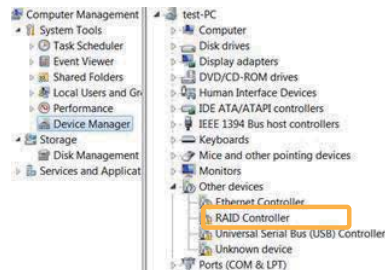 Computer Management
System Tools
Task Scheduler
Event Viewer
Shared Folders
Local Users and Gr
Performance
Device Manager
Storage
Disk Management
Services and Applicat
test-PC
Computer
Disk drives
Display adapters
DVD/CD-ROM drives
Human Interface Devices
IDE ATA/ATAPI controllers
IEEE 1394 Bus host controllers
Keyboards
Mice and other pointing devices
Monitors
Other devices
Ethernet Controller
RAID Controller
Universal Serial Bus (USB) Controller
Unknown device
Ports (COM & LPT)